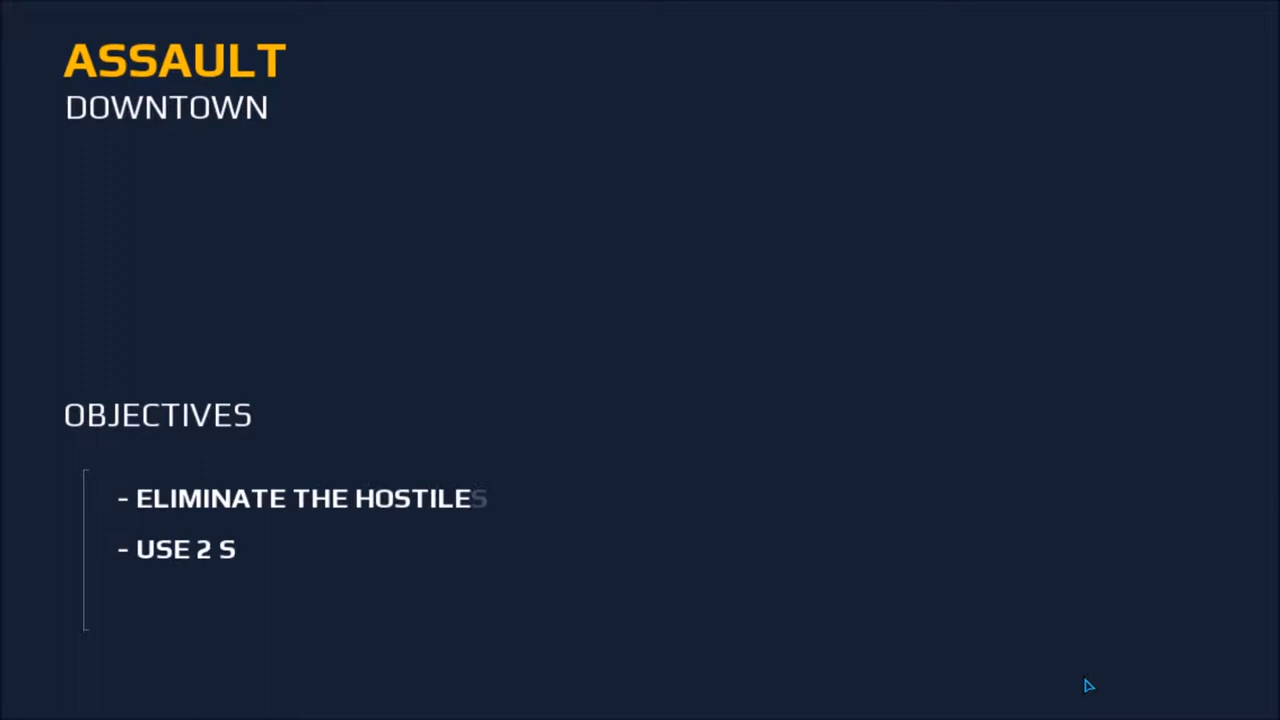 ASSAULT
DOWNTOWN
OBJECTIVES
- ELIMINATE THE HOSTILES
- USE 2 S